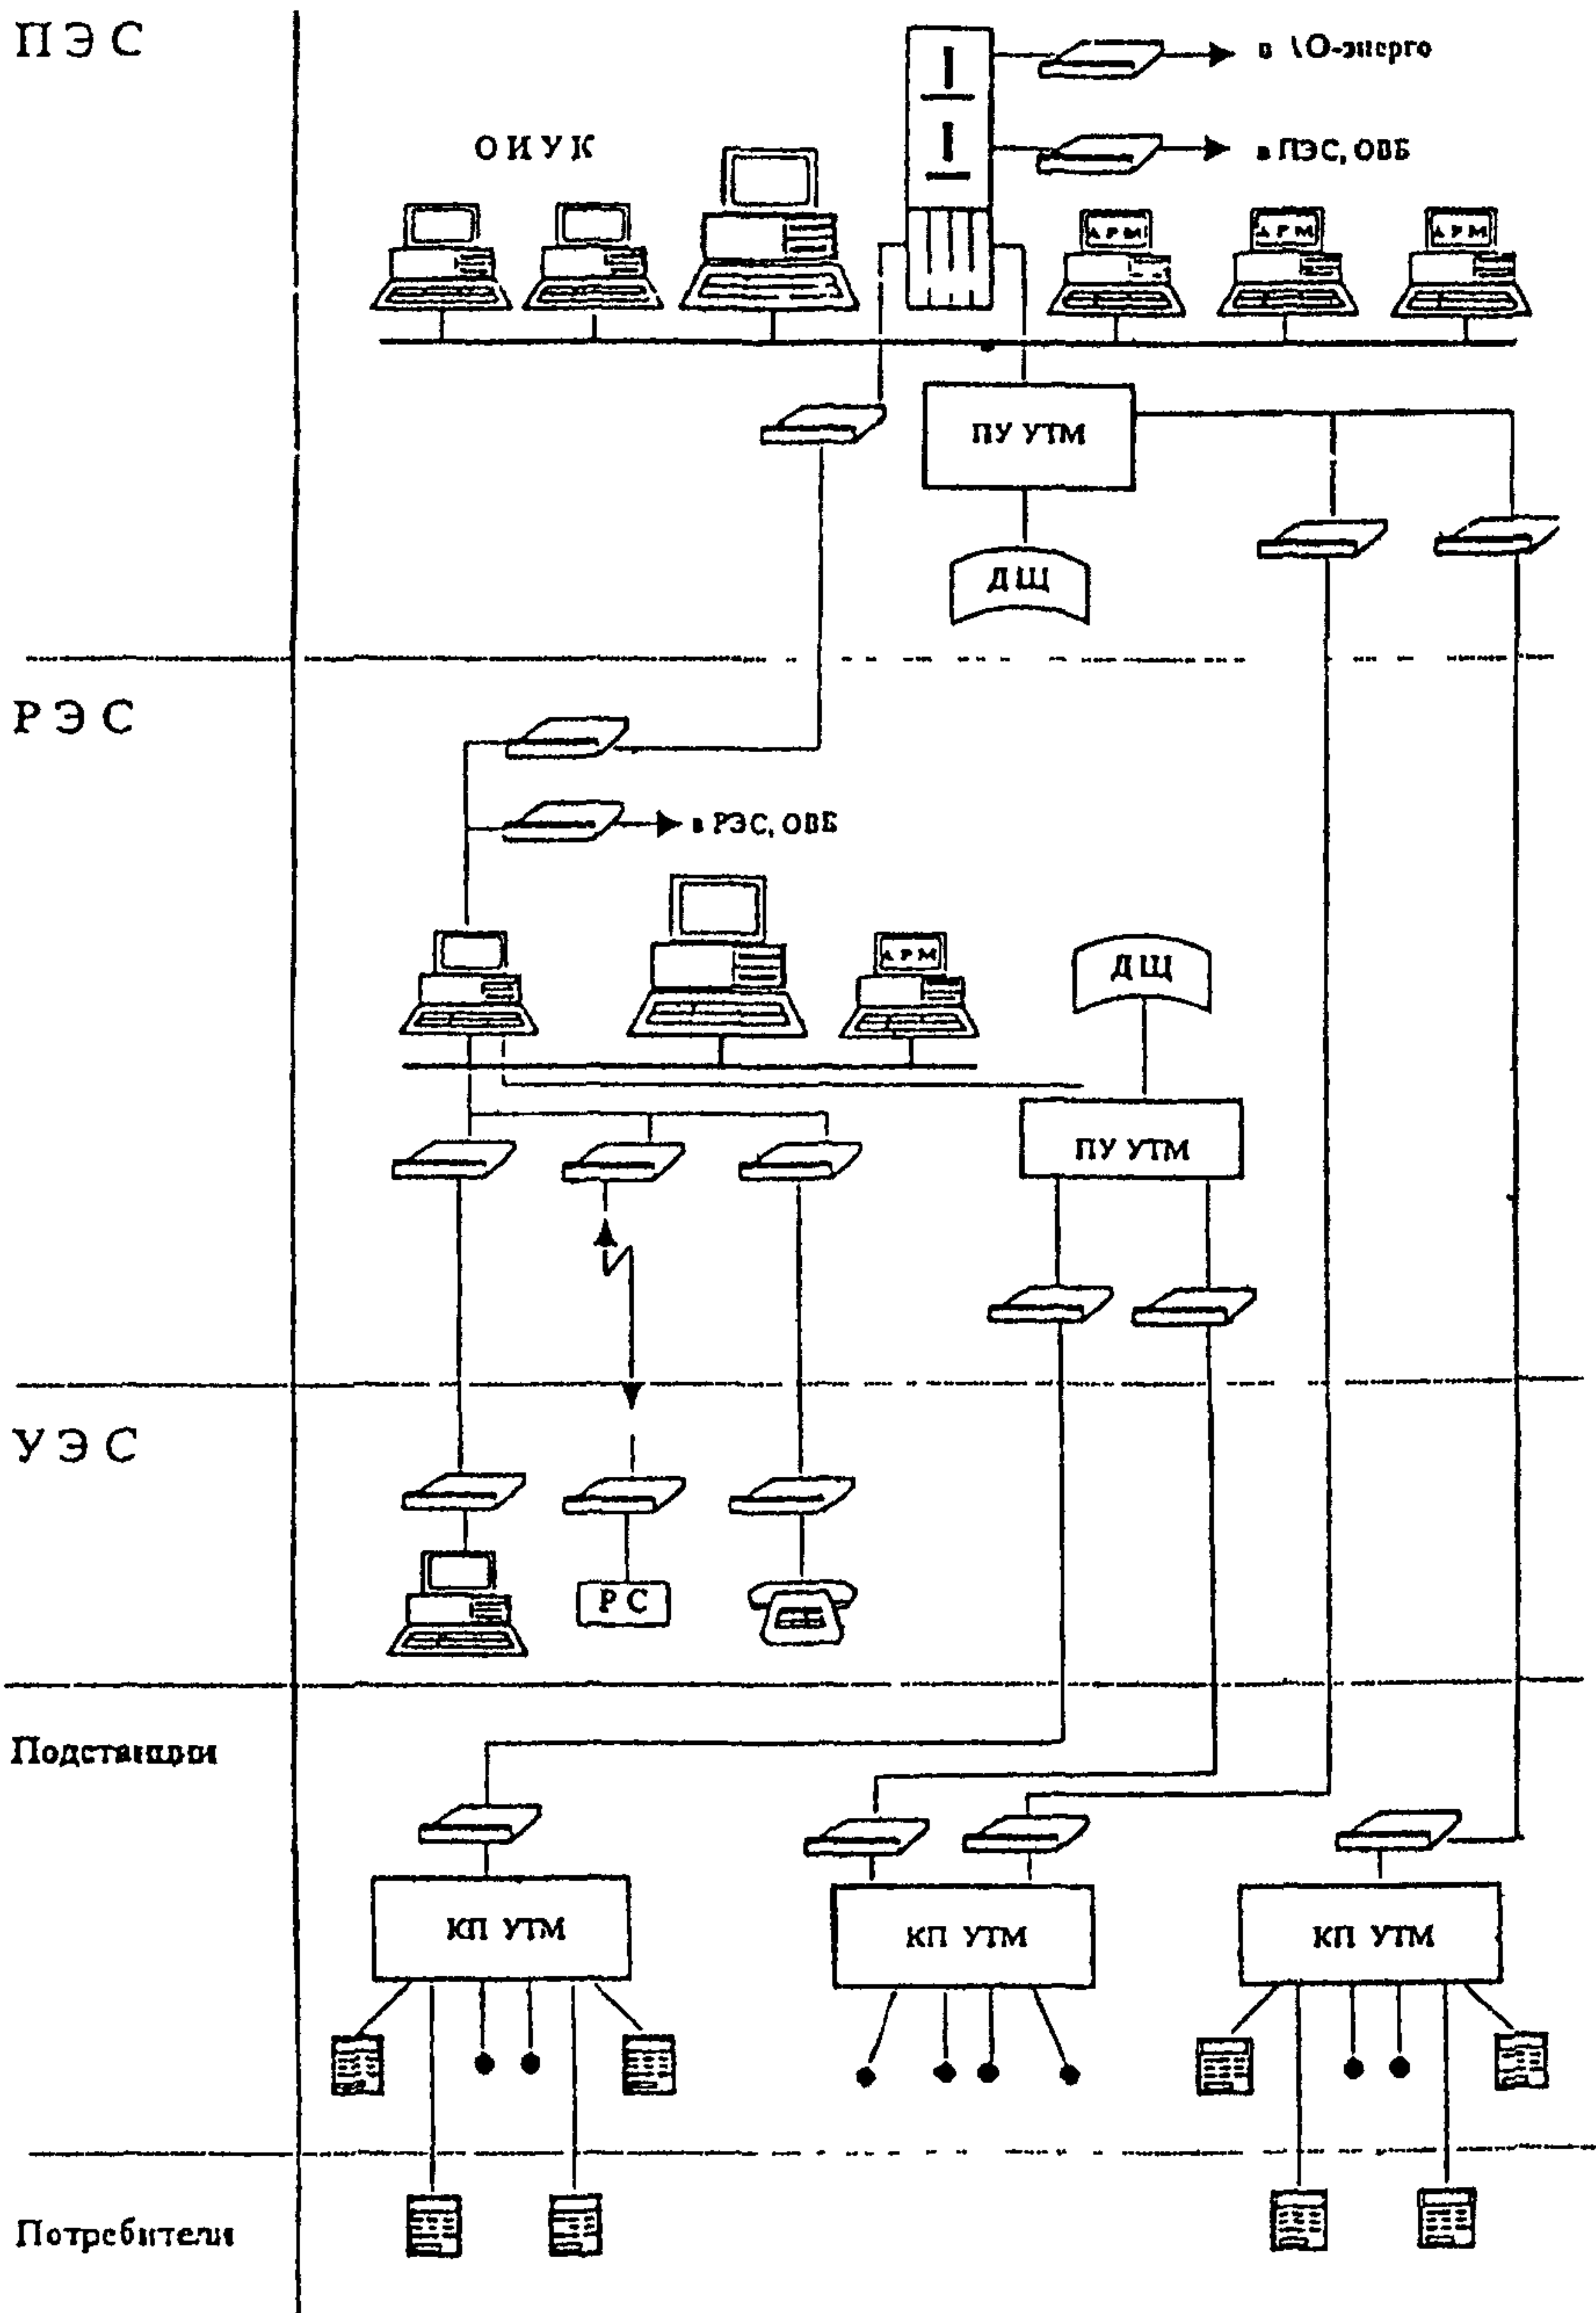 ПЭС
в АО-энерго
ОИУК
в ПЭС, ОВБ
АРМ
АРМ
АРМ
ПУ УТМ
ДЩ
РЭС
в РЭС, ОВБ
АРМ
ДЩ
ПУ УТМ
УЭС
РС
Подстанции
КП УТМ
КП УТМ
КП УТМ
Потребители